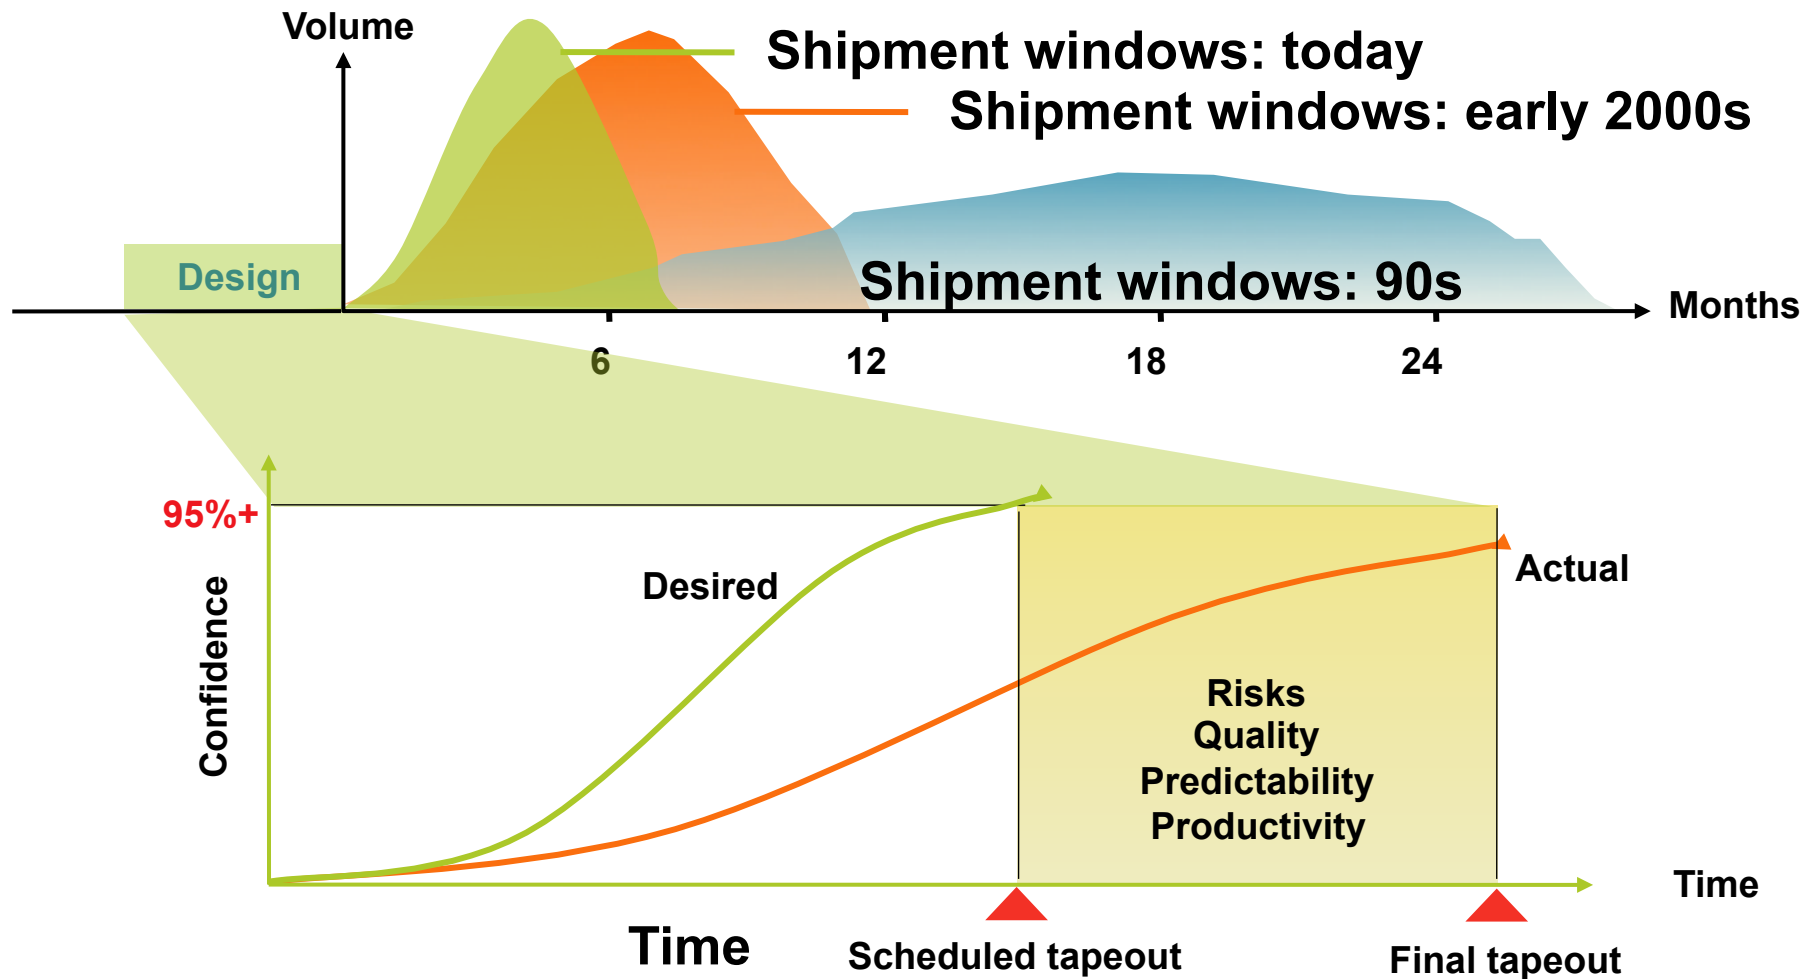 Volume
Shipment windows: today
Shipment windows: early 2000s
Design
Shipment windows: 90s
Months
6
12
18
24
95%+
Confidence
Desired
Actual
Risks
Quality
Predictability
Productivity
Time
Time
Scheduled tapeout
Final tapeout